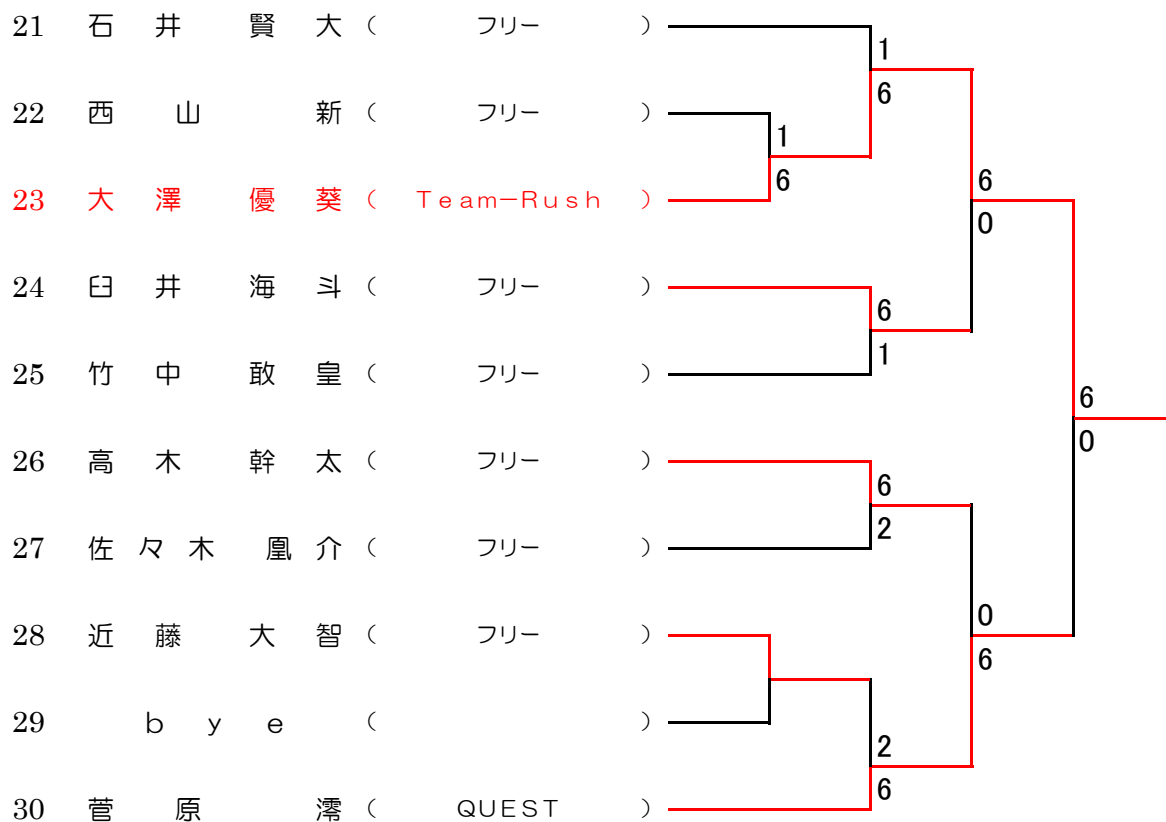 21 石井 賢大 ( フリー )
1
6
22 西山 新 ( フリー )
1
6
23 大澤 優葵 ( Team-Rush )
6
0
24 臼井 海斗 ( フリー )
6
1
25 竹中 敢皇 ( フリー )
6
0
26 高木 幹太 ( フリー )
6
2
27 佐々木 凰介 ( フリー )
0
6
28 近藤 大智 ( フリー )
29 bye ( )
2
6
30 菅原 澪 ( QUEST )